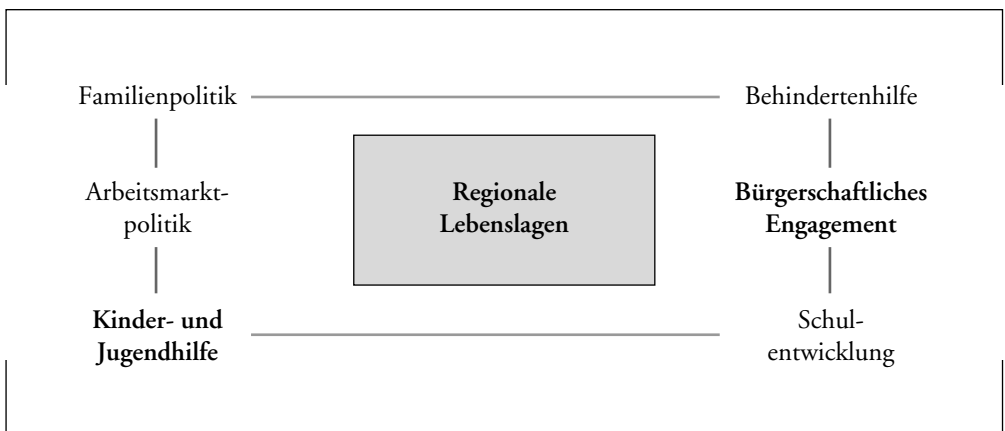 Familienpolitik
Behindertenhilfe
Arbeitsmarkt-
politik
Regionale
Lebenslagen
Bürgerschaftliches
Engagement
Kinder- und
Jugendhilfe
Schul-
entwicklung